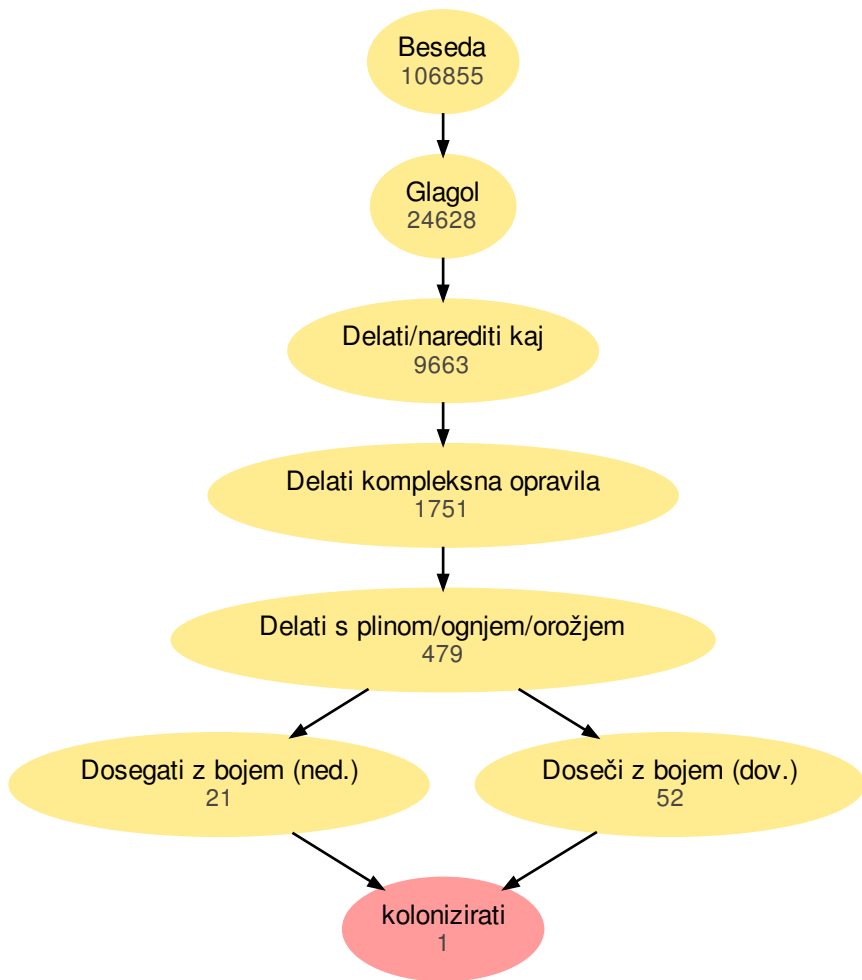 Beseda
106855
Glagol
24628
Delati/narediti kaj
9663
Delati kompleksna opravila
1751
Delati s plinom/ognjem/orožjem
479
Dosegati z bojem (ned.)
21
Doseči z bojem (dov.)
52
kolonizirati
1